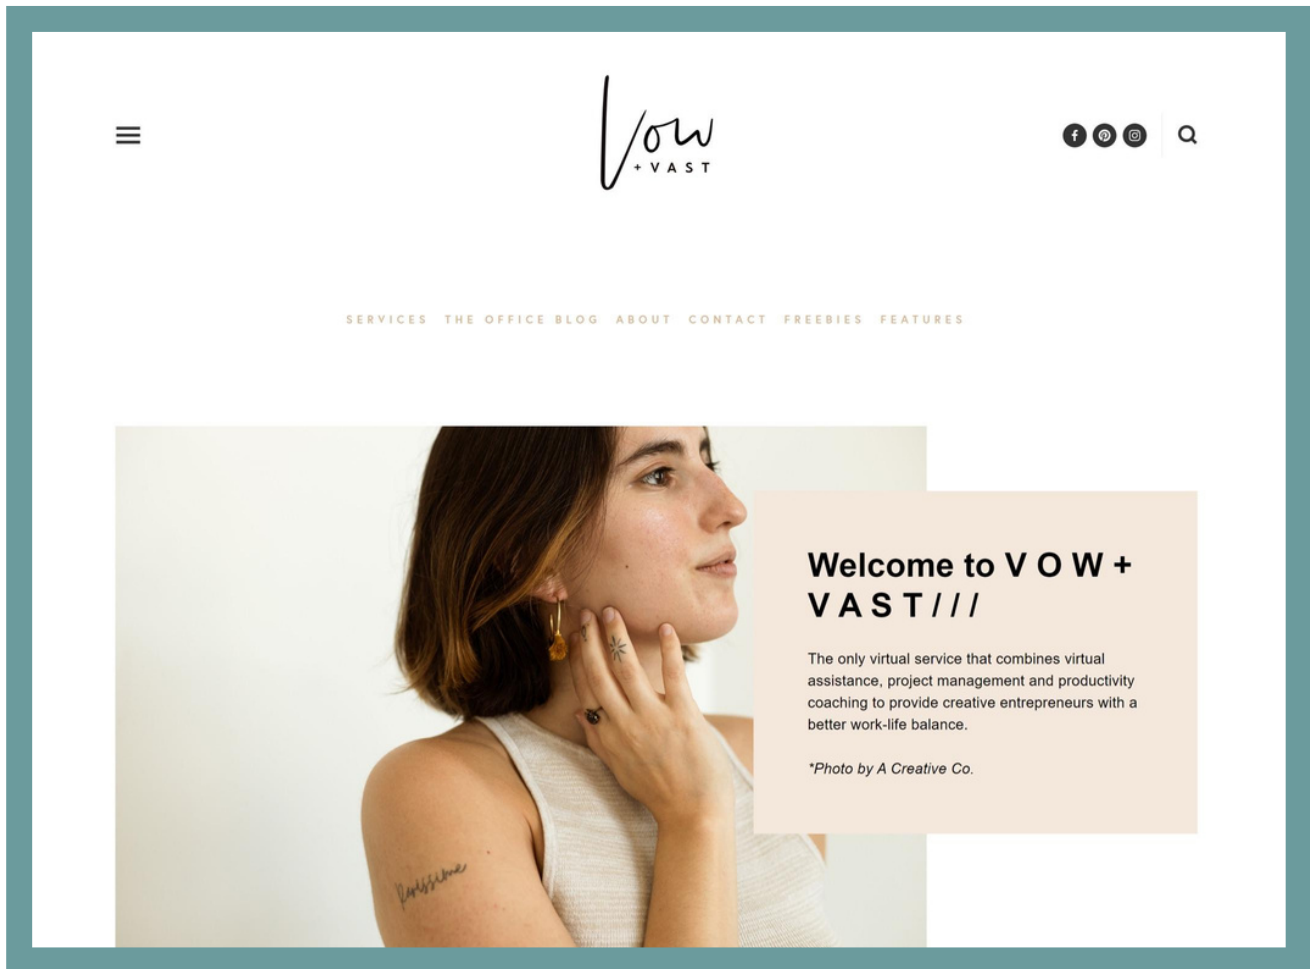 Vow
+ VAST
SERVICES THE OFFICE BLOG ABOUT CONTACT FREEBIES FEATURES
Welcome to V O W +
V A S T / / /
The only virtual service that combines virtual
assistance, project management and productivity
coaching to provide creative entrepreneurs with a
better work-life balance.
*Photo by A Creative Co.